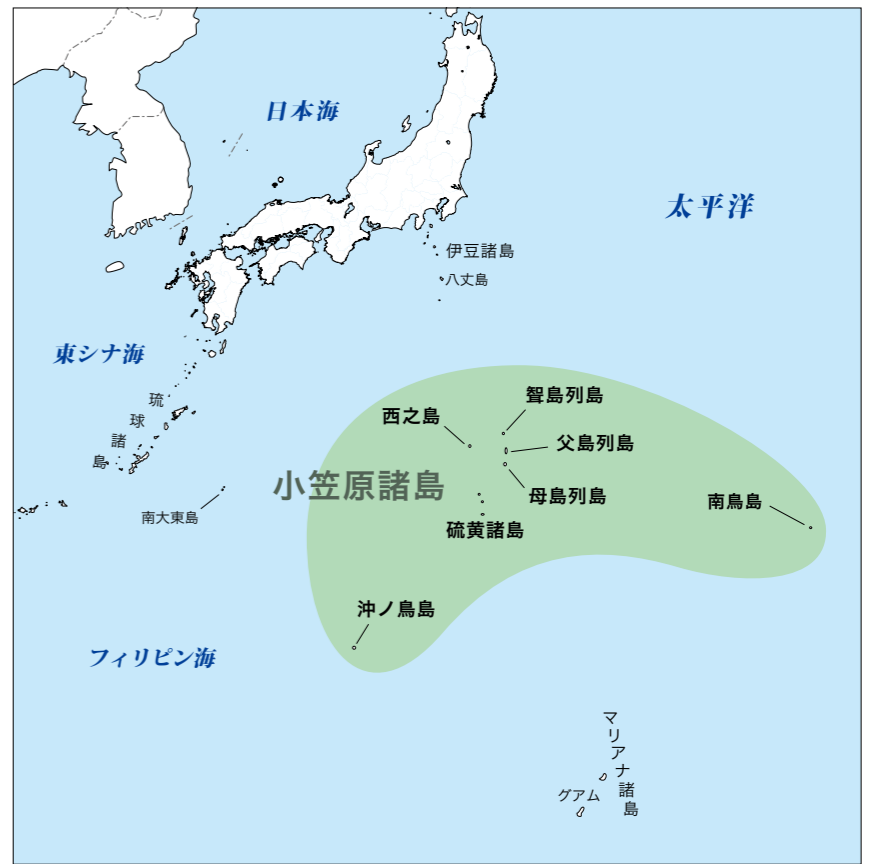 日本海
太平洋
伊豆諸島
八丈島
東シナ海
琉球諸島
聟島列島
西之島
父島列島
小笠原諸島
母島列島
南鳥島
南大東島
硫黄諸島
沖ノ鳥島
フィリピン海
マリアナ諸島
グアム